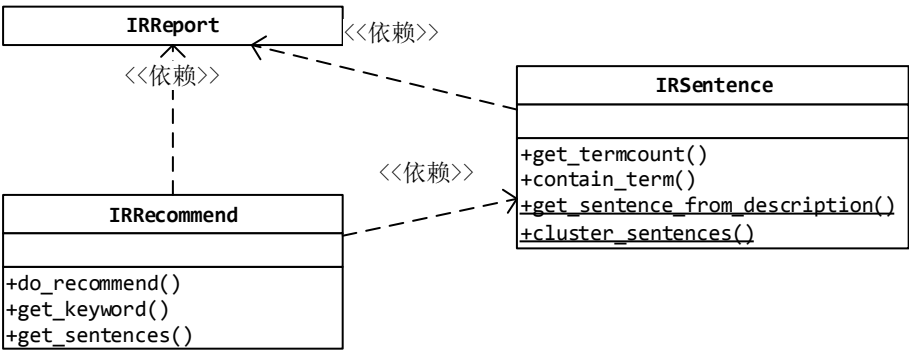 IRReport
<<依赖>>
<<依赖>>
IRSentence
+get_termcount()
+contain_term()
+get_sentence_from_description()
+cluster_sentences()
<<依赖>>
IRRecommend
+do_recommend()
+get_keyword()
+get_sentences()